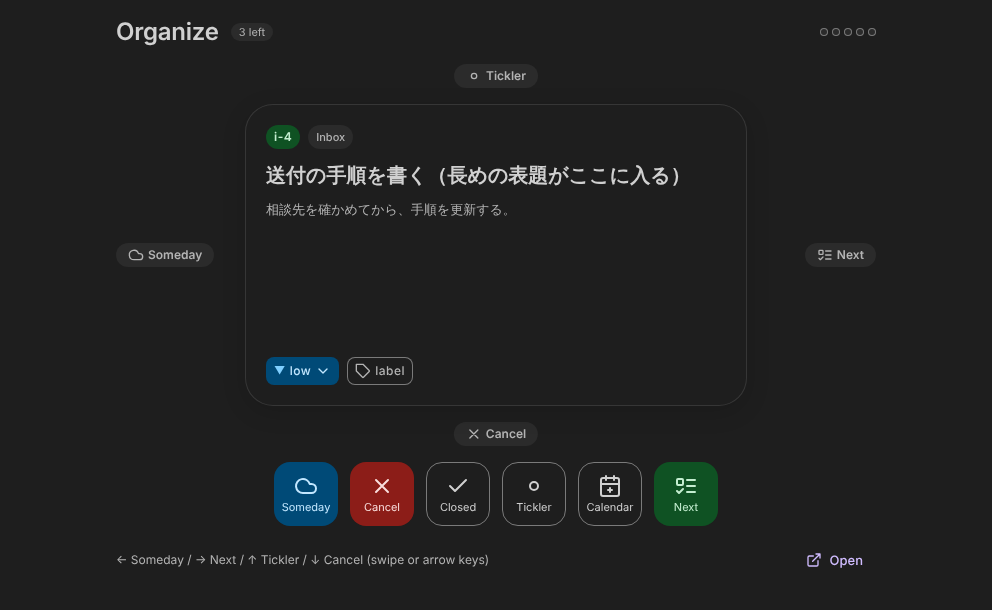 Organize 3 left
Tickler
i-4 Inbox
送付の手順を書く（長めの表題がここに入る）
相談先を確かめてから、手順を更新する。
Someday
Next
▼ low label
Cancel
Someday Cancel Closed Tickler Calendar Next
← Someday / → Next / ↑ Tickler / ↓ Cancel (swipe or arrow keys)
Open